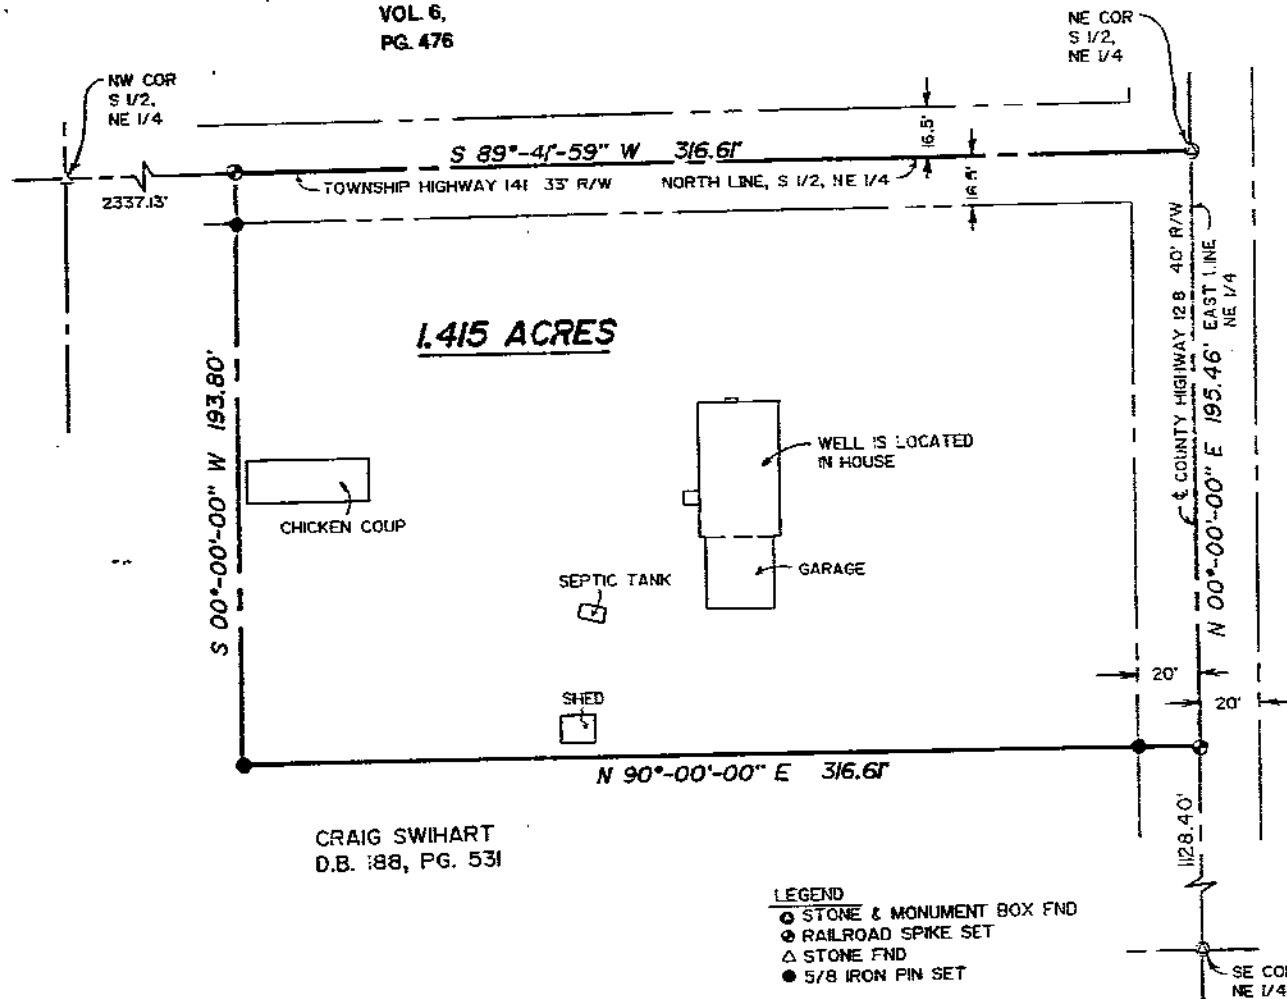 VOL. 6,
PG. 476
NE COR
S 1/2,
NE 1/4
NW COR
S 1/2,
NE 1/4
16.5'
S 89°-41'-59" W 316.61'
TOWNSHIP HIGHWAY 141 33' R/W
NORTH LINE, S 1/2, NE 1/4
16.5'
2337.13'
1.415 ACRES
S 00°-00'-00" W 193.80'
℄ COUNTY HIGHWAY 128 40' R/W
EAST LINE
NE 1/4
N 00°-00'-00" E 195.46'
WELL IS LOCATED
IN HOUSE
CHICKEN COUP
GARAGE
SEPTIC TANK
SHED
20'
20'
N 90°-00'-00" E 316.61'
1128.40'
CRAIG SWIHART
D.B. 188, PG. 531
LEGEND
STONE & MONUMENT BOX FND
RAILROAD SPIKE SET
STONE FND
5/8 IRON PIN SET
SE CO
NE 1/4